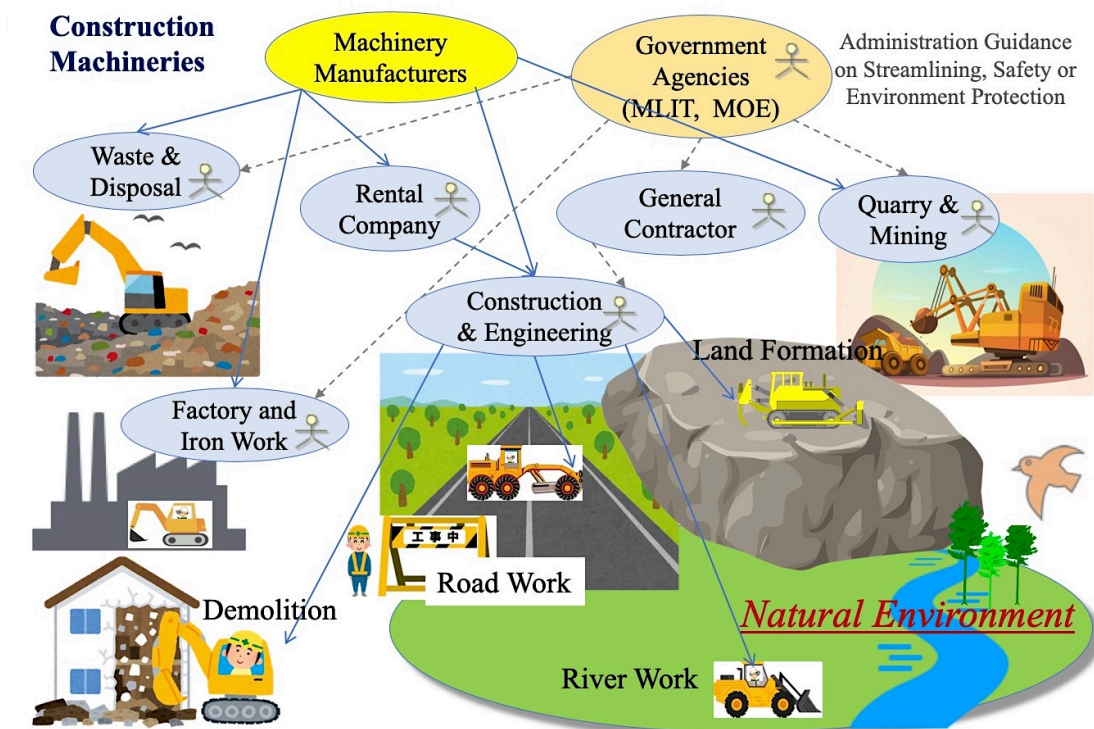 Construction
Machineries
Machinery
Manufacturers
Government
Agencies
(MLIT, MOE)
Administration Guidance
on Streamlining, Safety or
Environment Protection
Waste &
Disposal
Rental
Company
General
Contractor
Quarry &
Mining
Construction
& Engineering
Land Formation
Factory and
Iron Work
工事中
Road Work
Demolition
Natural Environment
River Work